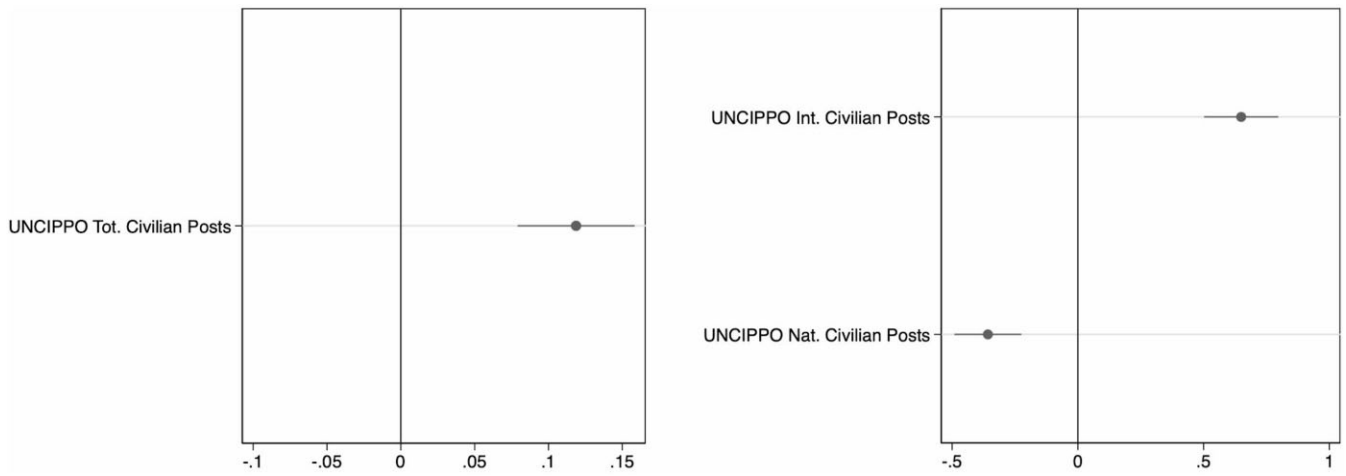 UNCIPPO Tot. Civilian Posts
-.1 -.05 0 .05 .1 .15
UNCIPPO Int. Civilian Posts
UNCIPPO Nat. Civilian Posts
-.5 0 .5 1